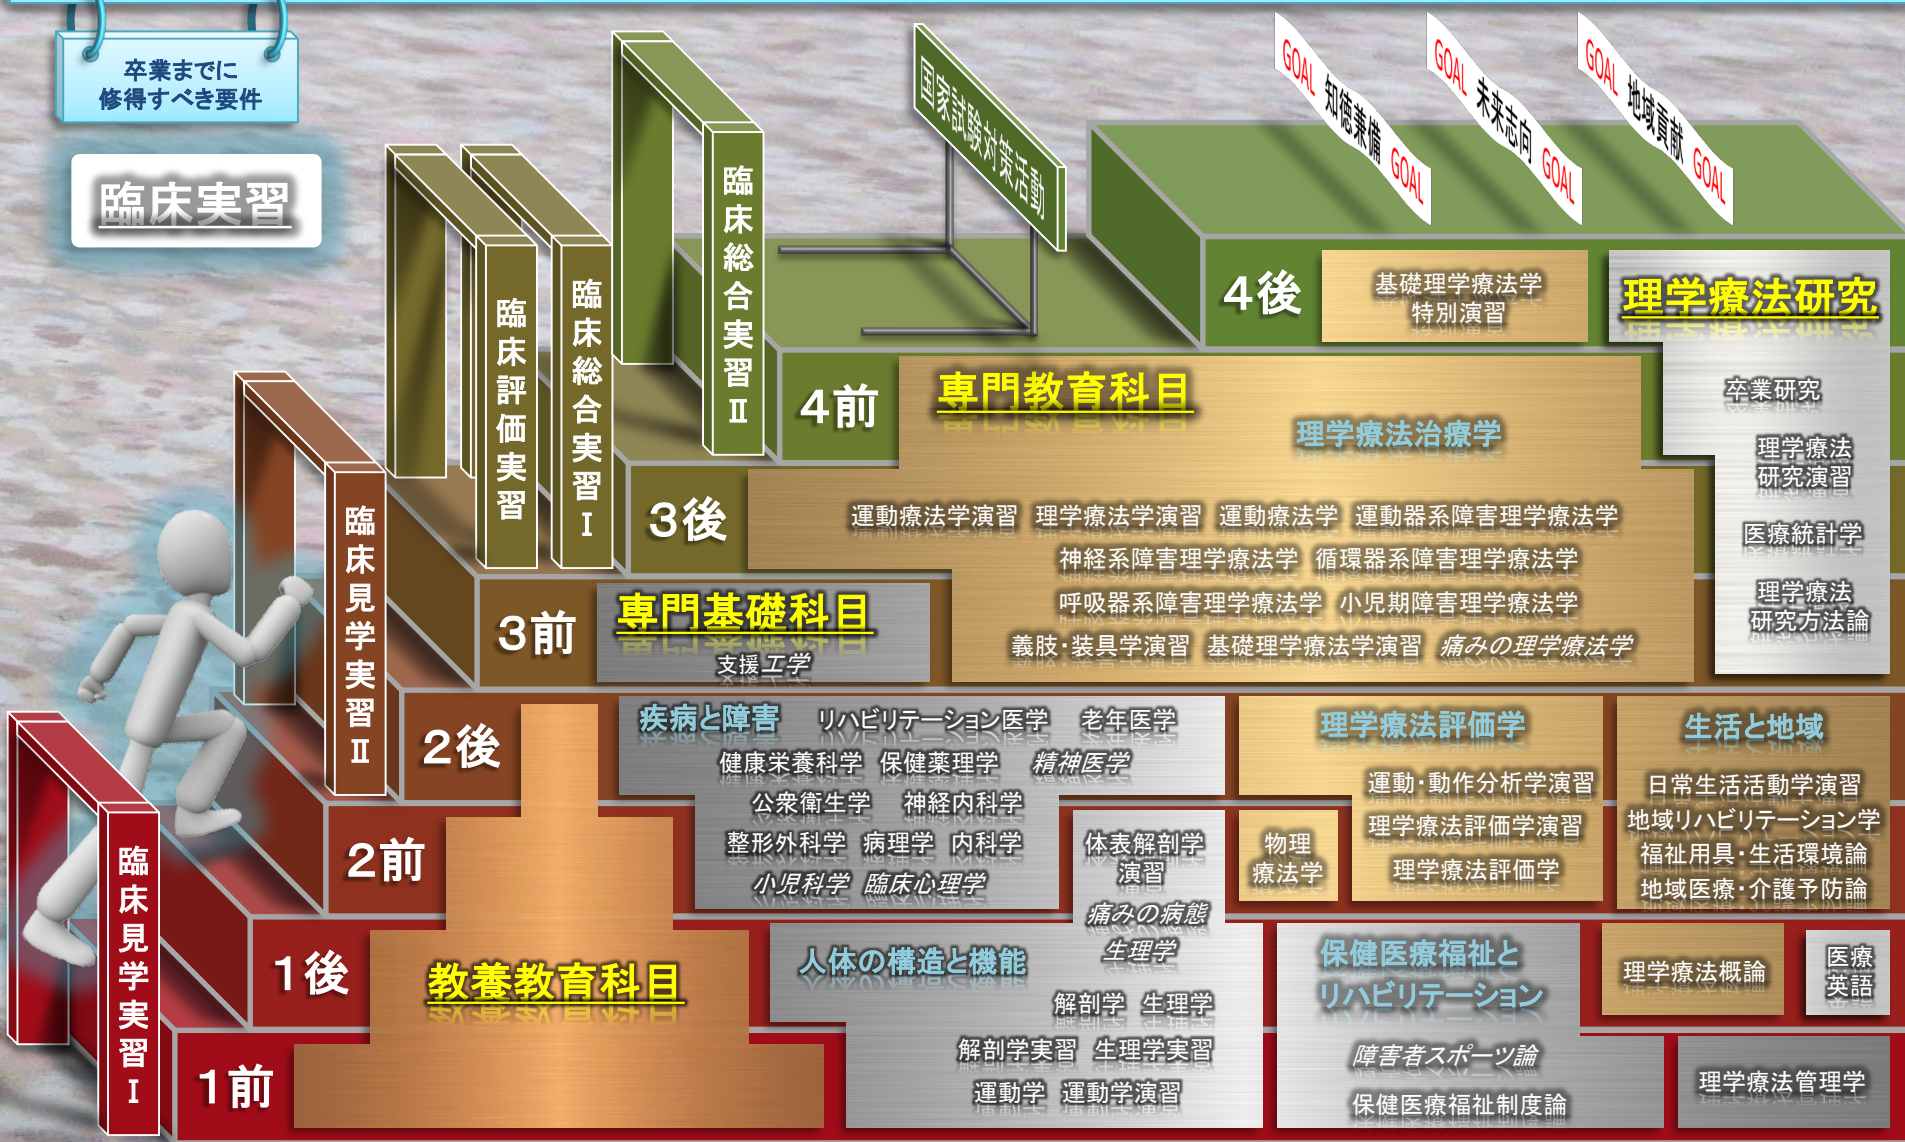 卒業までに
修得すべき要件
臨床実習
GOAL 知徳兼備 GOAL
GOAL 未来志向 GOAL
GOAL 地域貢献 GOAL
国家試験対策活動
臨床総合実習Ⅱ
臨床総合実習Ⅰ
臨床評価実習
臨床見学実習Ⅱ
臨床見学実習Ⅰ
4後
基礎理学療法学
特別演習
理学療法研究
卒業研究
理学療法
研究演習
医療統計学
理学療法
研究方法論
4前
専門教育科目
理学療法治療学
3後
運動療法学演習 理学療法学演習 運動療法学 運動器系障害理学療法学
神経系障害理学療法学 循環器系障害理学療法学
呼吸器系障害理学療法学 小児期障害理学療法学
義肢・装具学演習 基礎理学療法学演習 痛みの理学療法学
3前
専門基礎科目
支援工学
2後
疾病と障害 リハビリテーション医学 老年医学
健康栄養科学 保健薬理学 精神医学
公衆衛生学 神経内科学
整形外科学 病理学 内科学
小児科学 臨床心理学
理学療法評価学
運動・動作分析学演習
理学療法評価学演習
理学療法評価学
生活と地域
日常生活活動学演習
地域リハビリテーション学
福祉用具・生活環境論
地域医療・介護予防論
2前
体表解剖学
演習
痛みの病態
生理学
物理
療法学
1後
教養教育科目
人体の構造と機能
解剖学 生理学
解剖学実習 生理学実習
運動学 運動学演習
保健医療福祉と
リハビリテーション
障害者スポーツ論
保健医療福祉制度論
理学療法概論
医療
英語
1前
理学療法管理学